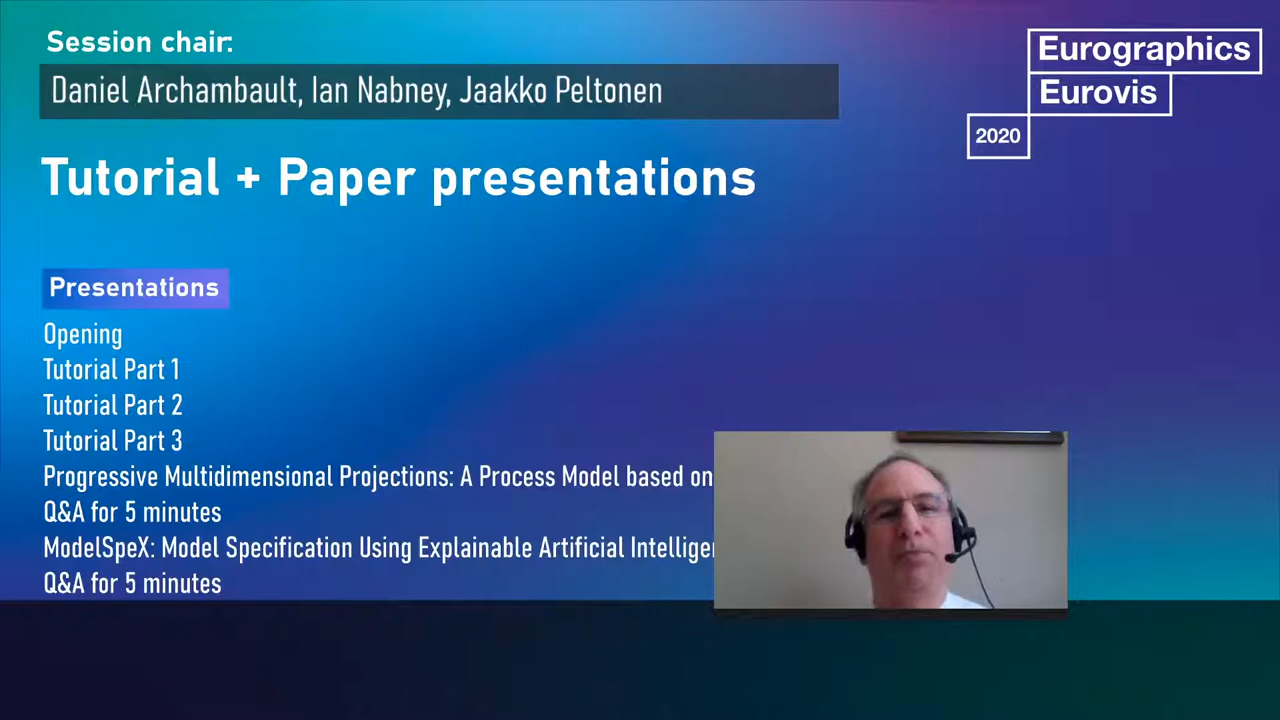 Session chair:
Daniel Archambault, Ian Nabney, Jaakko Peltonen
Eurographics
Eurovis
2020
Tutorial + Paper presentations
Presentations
Opening
Tutorial Part 1
Tutorial Part 2
Tutorial Part 3
Progressive Multidimensional Projections: A Process Model based on
Q&A for 5 minutes
ModelSpeX: Model Specification Using Explainable Artificial
Q&A for 5 minutes